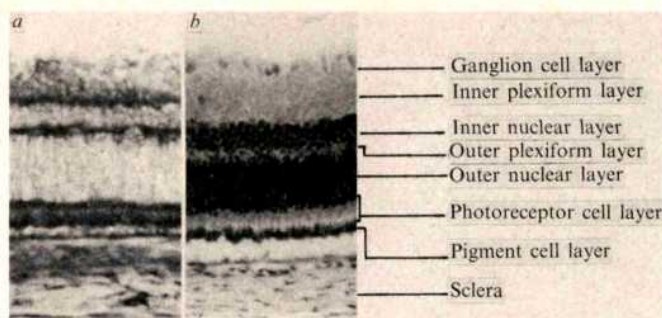 a
b
Ganglion cell layer
Inner plexiform layer
Inner nuclear layer
Outer plexiform layer
Outer nuclear layer
Photoreceptor cell layer
Pigment cell layer
Sclera